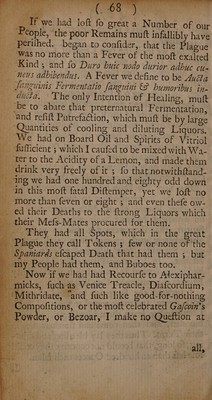 ( 68 )
If we had loſt ſo great a Number of our
People, the poor Remains muſt infallibly have
periſhed. began to conſider, that the Plague
was no more than a Fever of the moſt exalted
Kind ; and ſo Duro huic nodo durior adhuc cu-
neus adhibendus. A Fever we define to be Aucta
ſanguinis Fermentatio ſanguini & humoribus in-
ducta. The only Intention of Healing, muſt
be to abate that preternatural Fermentation,
and reſiſt Putrefaction, which muſt be by large
Quantities of cooling and diluting Liquors.
We had on Board Oil and Spirits of Vitriol
ſufficient ; which I cauſed to be mixed with Wa-
ter to the Acidity of a Lemon, and made them
drink very freely of it ; ſo that notwithſtand-
ing we had one hundred and eighty odd down
in this moſt fatal Diſtemper, yet we loſt no
more than ſeven or eight ; and even theſe ow-
ed their Deaths to the ſtrong Liquors which
their Meſs-Mates procured for them.
They had all Spots, which in the great
Plague they call Tokens ; few or none of the
Spaniards eſcaped Death that had them ; but
my People had them, and Buboes too.
Now if we had had Recourſe to Alexiphar-
micks, ſuch as Venice Treacle, Diaſcordium,
Mithridate, and ſuch like good-for-nothing
Compoſitions, or the moſt celebrated Gaſcoin's
Powder, or Bezoar, I make no Queſtion at
all,